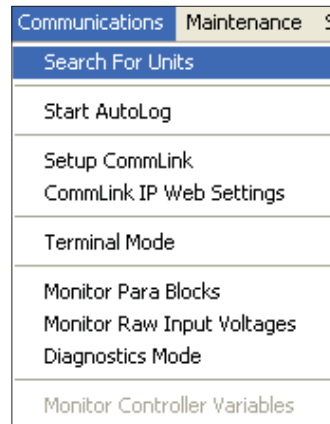 Communications Maintenance S
Search For Units
Start AutoLog
Setup CommLink
CommLink IP Web Settings
Terminal Mode
Monitor Para Blocks
Monitor Raw Input Voltages
Diagnostics Mode
Monitor Controller Variables